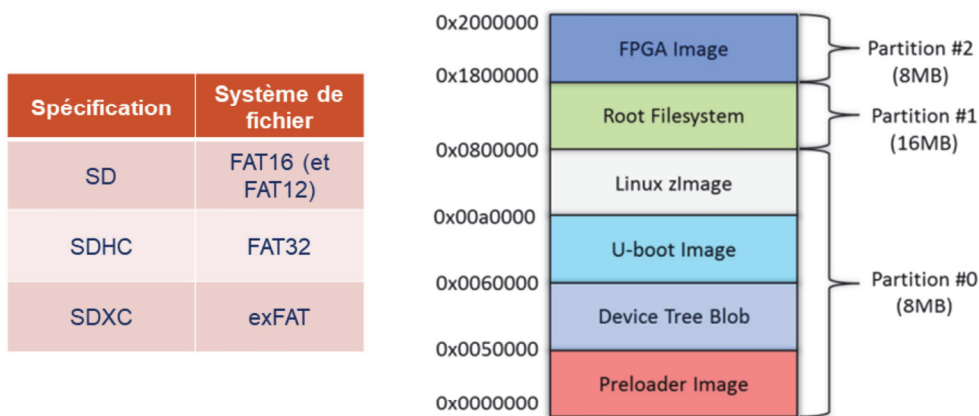 Spécification
Système de
fichier
SD
FAT16 (et
FAT12)
SDHC
FAT32
SDXC
exFAT
0x2000000
FPGA Image
Partition #2
(8MB)
0x1800000
Root Filesystem
Partition #1
(16MB)
0x0800000
Linux zImage
0x00a0000
U-boot Image
0x0060000
Partition #0
(8MB)
Device Tree Blob
0x0050000
Preloader Image
0x0000000